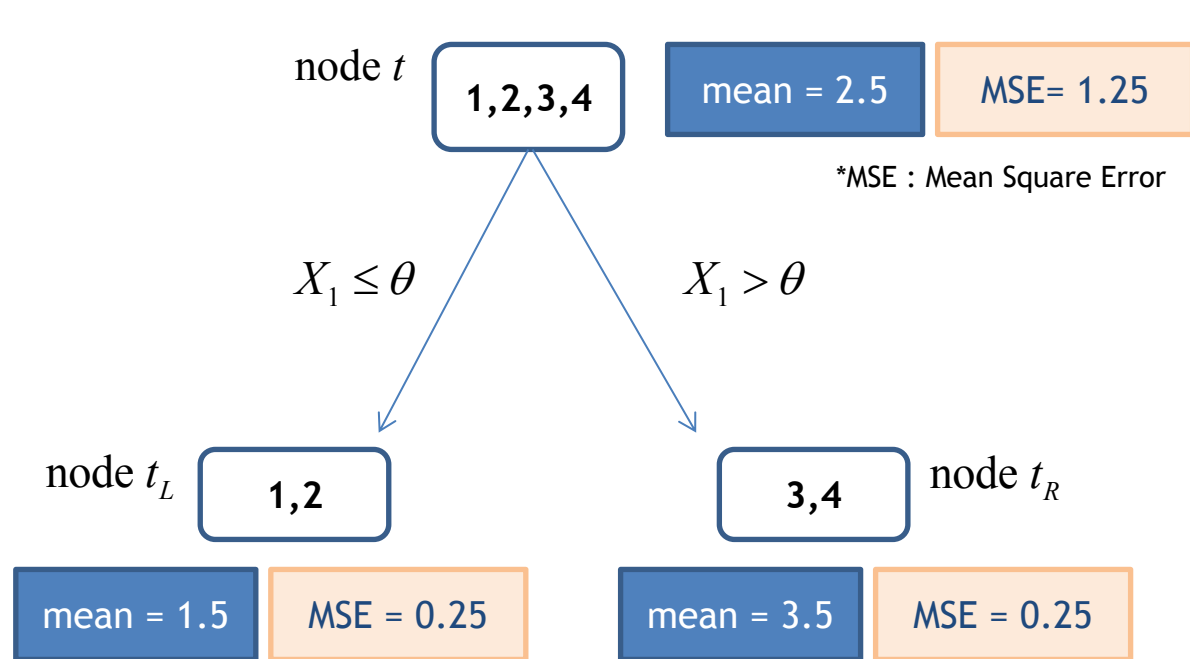 node t
1,2,3,4
mean = 2.5
MSE= 1.25
*MSE : Mean Square Error
X₁ ≤ θ
X₁ > θ
node t_L
1,2
3,4
node t_R
mean = 1.5
MSE = 0.25
mean = 3.5
MSE = 0.25